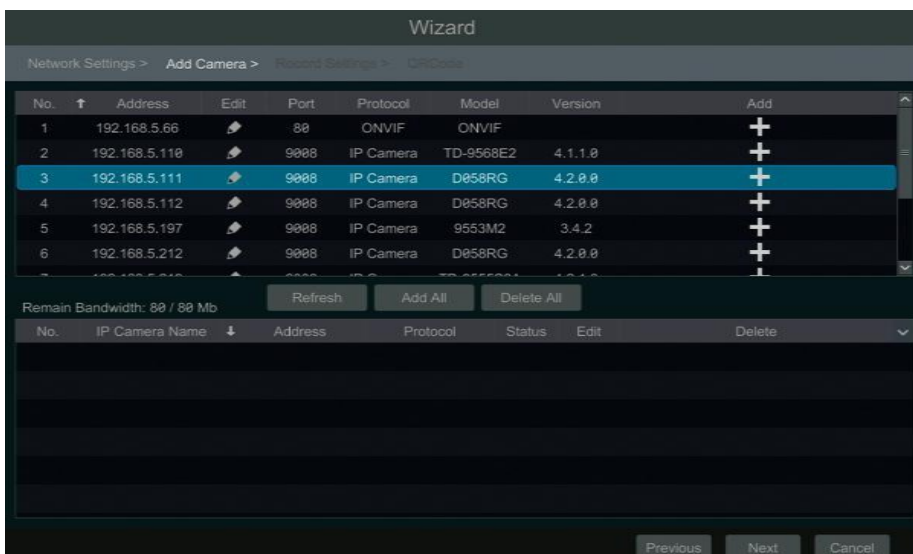 Wizard
Network Settings > Add Camera > Record Settings > QRCode
No. Address Edit Port Protocol Model Version Add
1 192.168.5.66 80 ONVIF ONVIF
2 192.168.5.110 9008 IP Camera TD-9568E2 4.1.1.0
3 192.168.5.111 9008 IP Camera D058RG 4.2.0.0
4 192.168.5.112 9008 IP Camera D058RG 4.2.0.0
5 192.168.5.197 9008 IP Camera 9553M2 3.4.2
6 192.168.5.212 9008 IP Camera D058RG 4.2.0.0
Remain Bandwidth: 80 / 80 Mb Refresh Add All Delete All
No. IP Camera Name Address Protocol Status Edit Delete
Previous Next Cancel